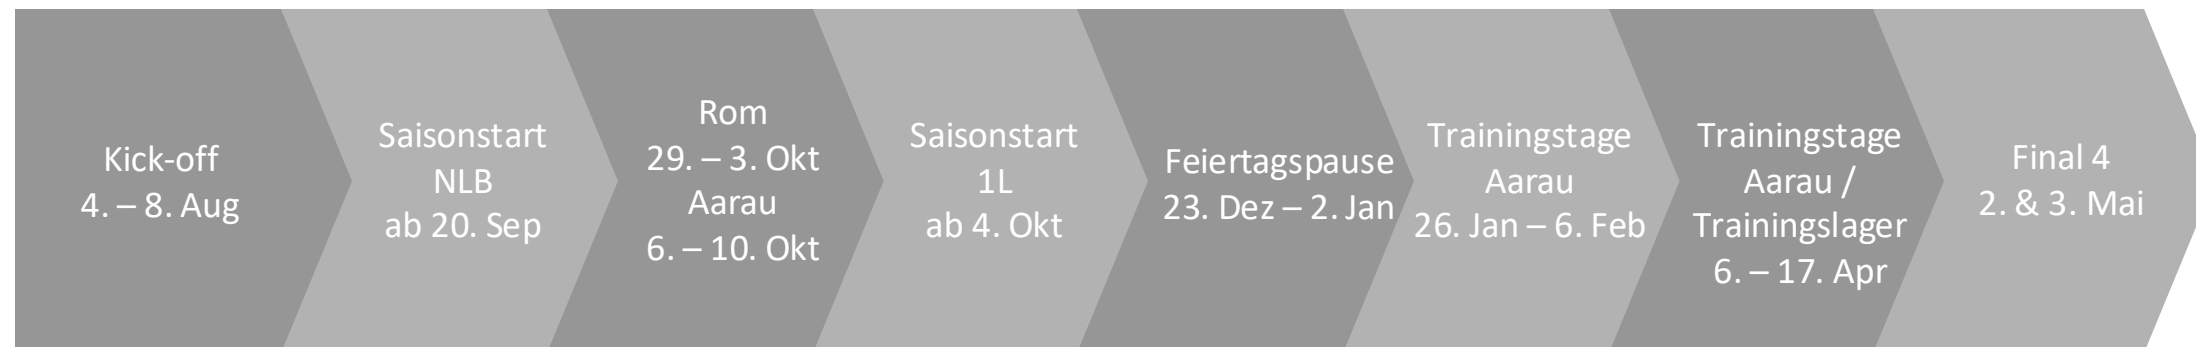 Kick-off
4. – 8. Aug
Saisonstart
NLB
ab 20. Sep
Rom
29. – 3. Okt
Aarau
6. – 10. Okt
Saisonstart
1L
ab 4. Okt
Feiertagspause
23. Dez – 2. Jan
Trainingstage
Aarau
26. Jan – 6. Feb
Trainingstage
Aarau /
Trainingslager
6. – 17. Apr
Final 4
2. & 3. Mai